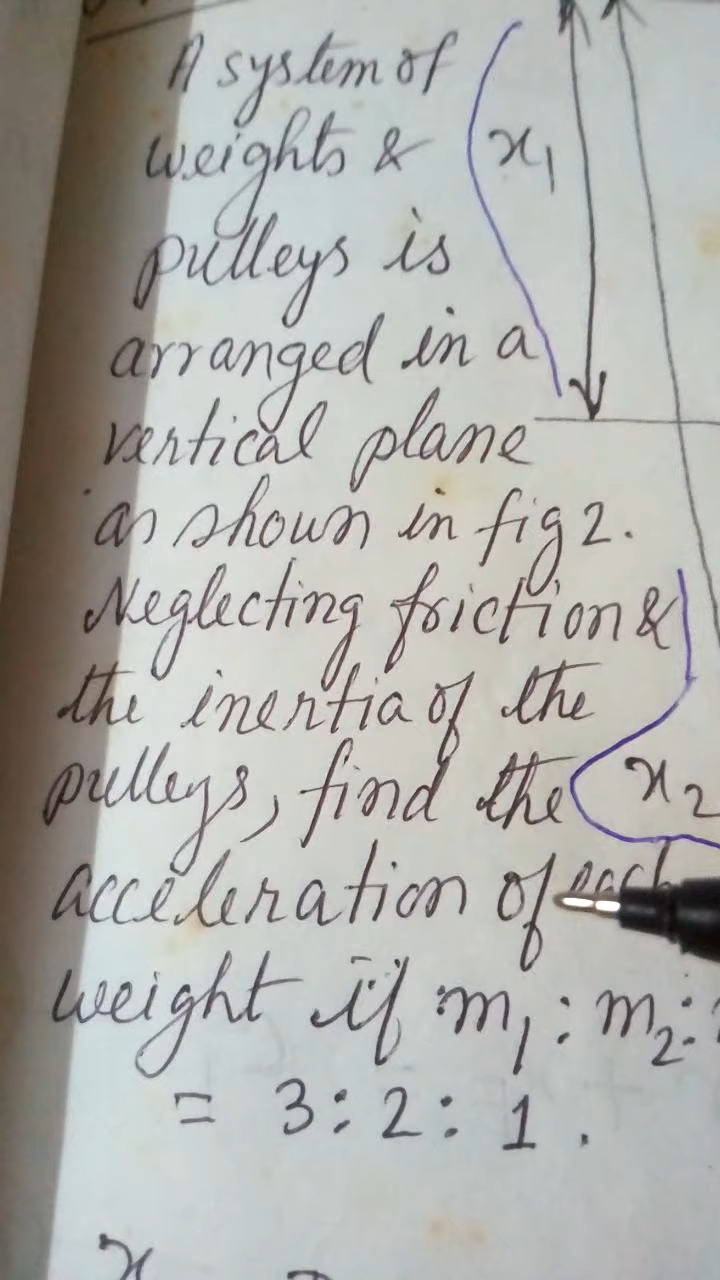 A system of
weights &
x1
pulleys is
arranged in a
vertical plane
as shown in fig 2.
Neglecting friction &
the inertia of the
pulleys, find the
x2
acceleration of each
weight if m1 : m2 :
= 3 : 2 : 1 .
x